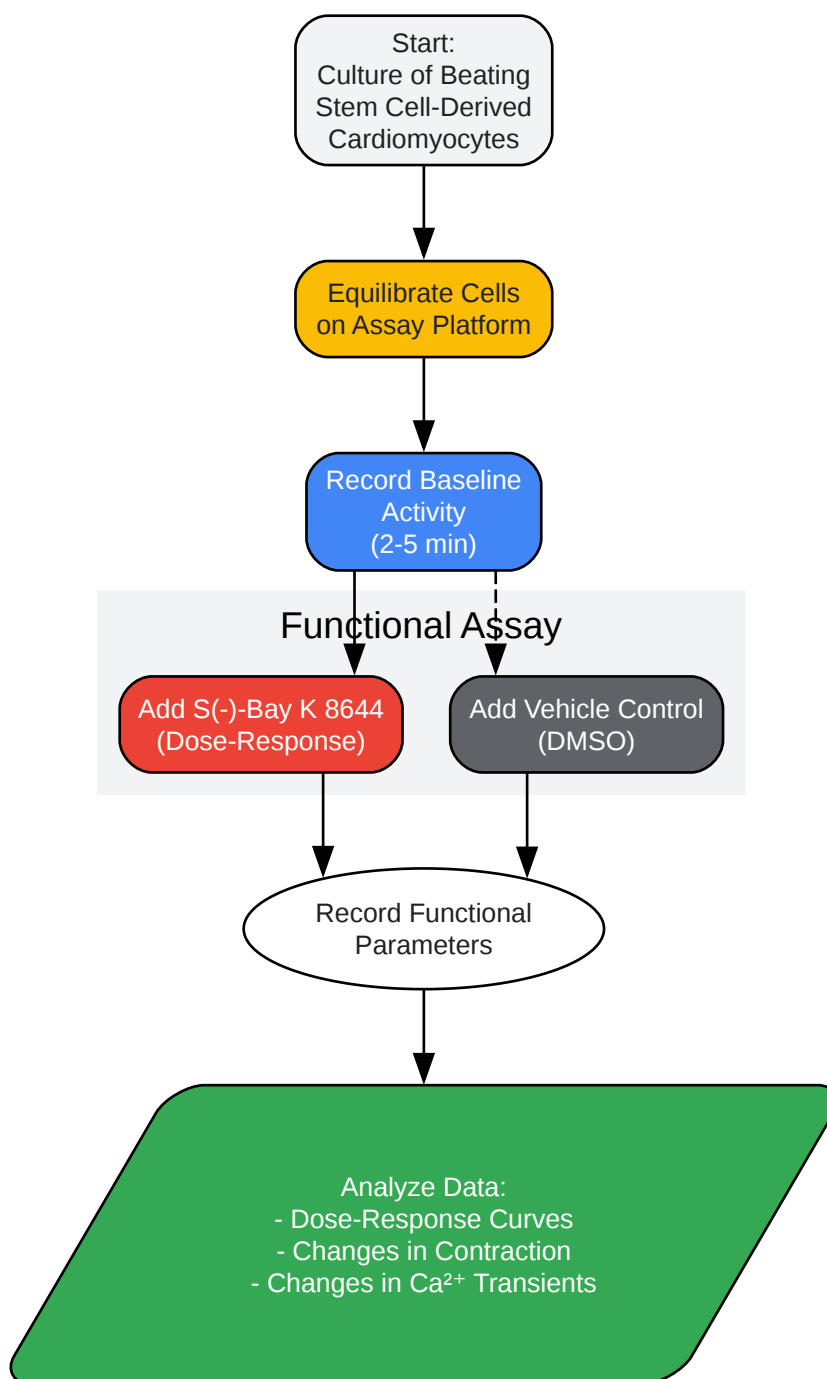 Start:
Culture of Beating
Stem Cell-Derived
Cardiomyocytes
Equilibrate Cells
on Assay Platform
Record Baseline
Activity
(2-5 min)
Functional Assay
Add S(-)-Bay K 8644
(Dose-Response)
Add Vehicle Control
(DMSO)
Record Functional
Parameters
Analyze Data:
- Dose-Response Curves
- Changes in Contraction
- Changes in Ca²⁺ Transients